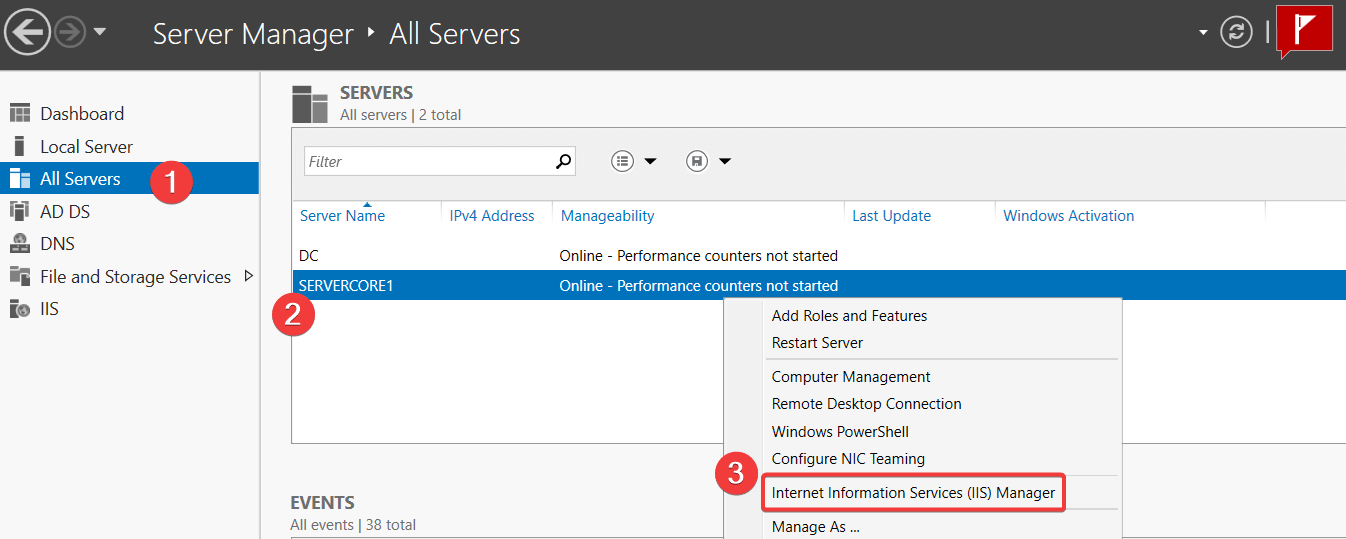 Server Manager ‣ All Servers
Dashboard
Local Server
All Servers
1
AD DS
DNS
File and Storage Services
IIS
SERVERS
All servers | 2 total
Filter
Server Name IPv4 Address Manageability Last Update Windows Activation
DC Online - Performance counters not started
SERVERCORE1 Online - Performance counters not started
2
Add Roles and Features
Restart Server
Computer Management
Remote Desktop Connection
Windows PowerShell
Configure NIC Teaming
3
Internet Information Services (IIS) Manager
Manage As ...
EVENTS
All events | 38 total